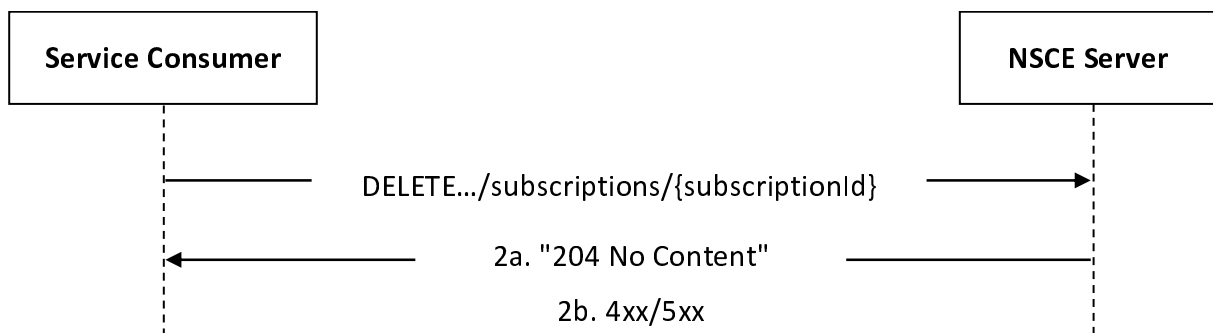 Service Consumer
NSCE Server
DELETE.../subscriptions/{subscriptionId}
2a. "204 No Content"
2b. 4xx/5xx